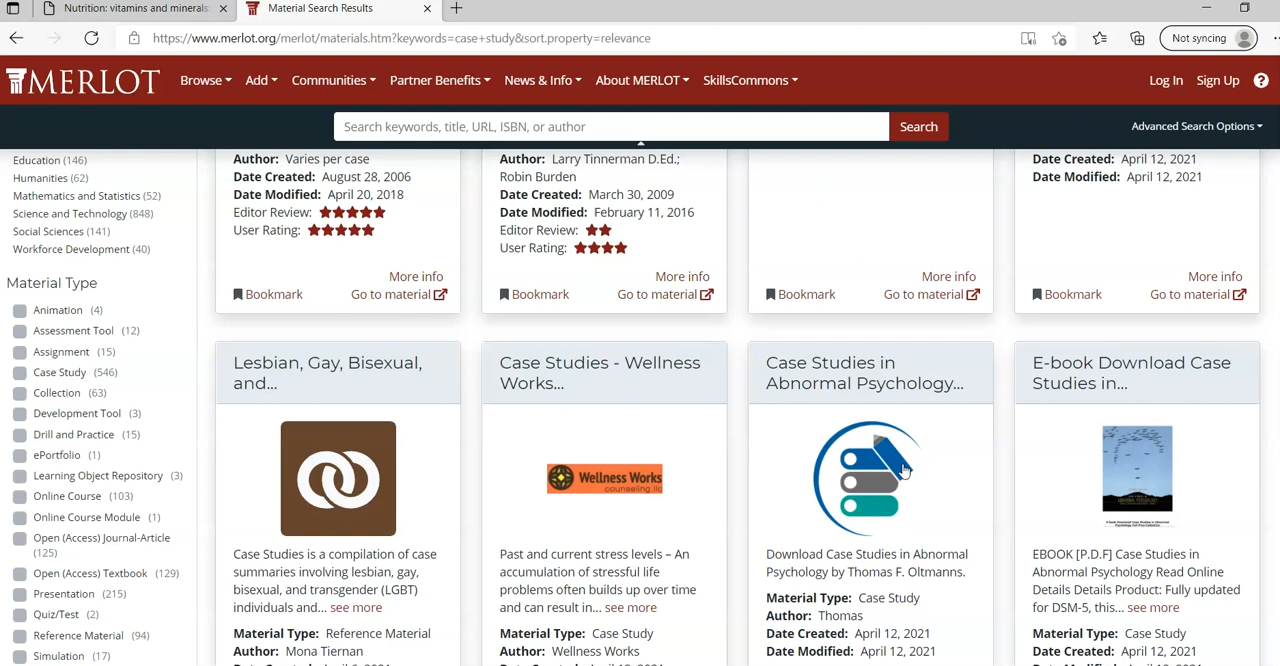 Nutrition: vitamins and minerals
Material Search Results
https://www.merlot.org/merlot/materials.htm?keywords=case+study&sort.property=relevance
Not syncing
MERLOT
Browse
Add
Communities
Partner Benefits
News & Info
About MERLOT
SkillsCommons
Log In
Sign Up
?
Search keywords, title, URL, ISBN, or author
Search
Advanced Search Options
Education (146)
Humanities (62)
Mathematics and Statistics (52)
Science and Technology (848)
Social Sciences (141)
Workforce Development (40)
Material Type
Animation (4)
Assessment Tool (12)
Assignment (15)
Case Study (546)
Collection (63)
Development Tool (3)
Drill and Practice (15)
ePortfolio (1)
Learning Object Repository (3)
Online Course (103)
Online Course Module (1)
Open (Access) Journal-Article
(125)
Open (Access) Textbook (129)
Presentation (215)
Quiz/Test (2)
Reference Material (94)
Simulation (17)
Author: Varies per case
Date Created: August 28, 2006
Date Modified: April 20, 2018
Editor Review:
User Rating:
More info
Bookmark
Go to material
Author: Larry Tinnerman D.Ed.;
Robin Burden
Date Created: March 30, 2009
Date Modified: February 11, 2016
Editor Review:
User Rating:
More info
Bookmark
Go to material
More info
Bookmark
Go to material
Date Created: April 12, 2021
Date Modified: April 12, 2021
More info
Bookmark
Go to material
Lesbian, Gay, Bisexual,
and...
Case Studies is a compilation of case
summaries involving lesbian, gay,
bisexual, and transgender (LGBT)
individuals and... see more
Material Type: Reference Material
Author: Mona Tiernan
Case Studies - Wellness
Works...
Wellness Works
counseling,llc
Past and current stress levels – An
accumulation of stressful life
problems often builds up over time
and can result in... see more
Material Type: Case Study
Author: Wellness Works
Case Studies in
Abnormal Psychology...
Download Case Studies in Abnormal
Psychology by Thomas F. Oltmanns.
Material Type: Case Study
Author: Thomas
Date Created: April 12, 2021
Date Modified: April 12, 2021
E-book Download Case
Studies in...
EBOOK [P.D.F] Case Studies in
Abnormal Psychology Read Online
Details Details Product: Fully updated
for DSM-5, this... see more
Material Type: Case Study
Author: Thomas
Date Created: April 12, 2021